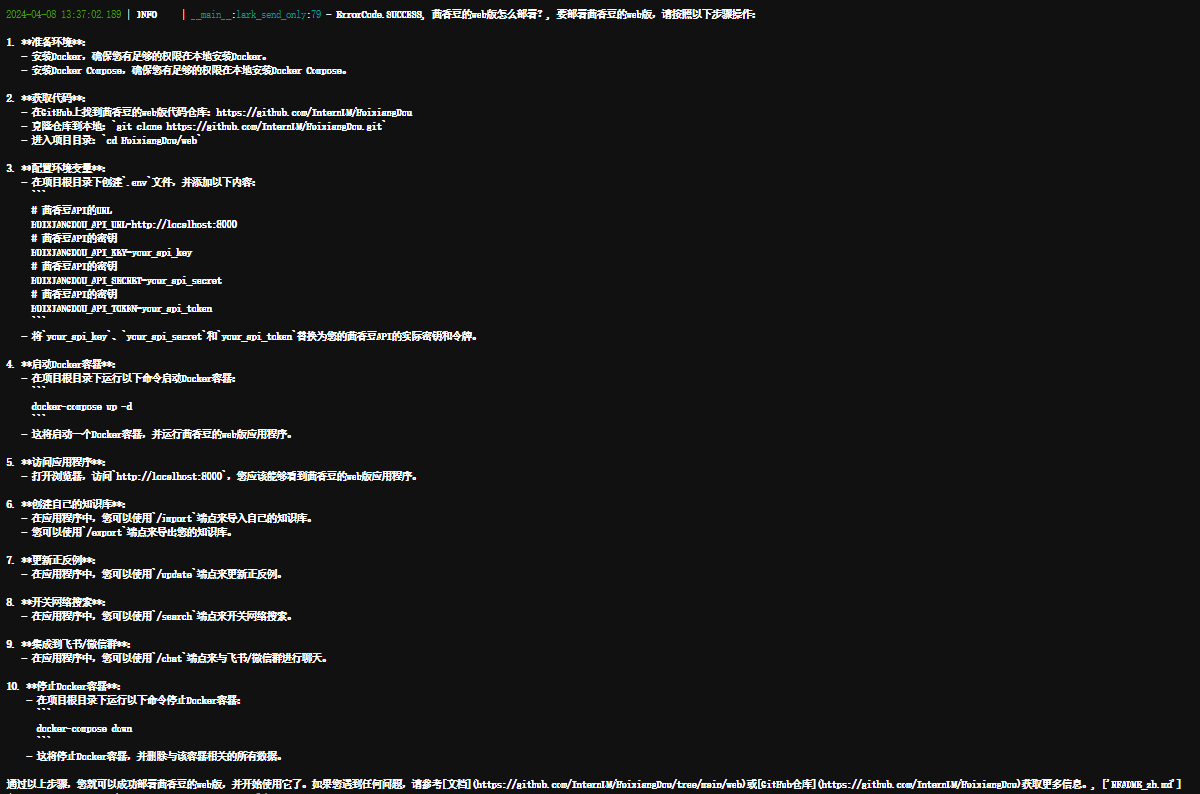 2024-04-08 13:37:02.189 | INFO     | __main__:lark_send_only:79 - ErrorCode.SUCCESS, 茴香豆的web版怎么部署？, 要部署茴香豆的web版，请按照以下步骤操作：
1. **准备环境**：
- 安装Docker，确保您有足够的权限在本地安装Docker。
- 安装Docker Compose，确保您有足够的权限在本地安装Docker Compose。
2. **获取代码**：
- 在GitHub上找到茴香豆的web版代码仓库：https://github.com/InternLM/HuixiangDou
- 克隆仓库到本地：`git clone https://github.com/InternLM/HuixiangDou.git`
- 进入项目目录：`cd HuixiangDou/web`
3. **配置环境变量**：
- 在项目根目录下创建`.env`文件，并添加以下内容：
```
# 茴香豆API的URL
HUIXIANGDOU_API_URL=http://localhost:8000
# 茴香豆API的密钥
HUIXIANGDOU_API_KEY=your_api_key
# 茴香豆API的密钥
HUIXIANGDOU_API_SECRET=your_api_secret
# 茴香豆API的密钥
HUIXIANGDOU_API_TOKEN=your_api_token
```
- 将`your_api_key`、`your_api_secret`和`your_api_token`替换为您的茴香豆API的实际密钥和令牌。
4. **启动Docker容器**：
- 在项目根目录下运行以下命令启动Docker容器：
```
docker-compose up -d
```
- 这将启动一个Docker容器，并运行茴香豆的web版应用程序。
5. **访问应用程序**：
- 打开浏览器，访问`http://localhost:8000`，您应该能够看到茴香豆的web版应用程序。
6. **创建自己的知识库**：
- 在应用程序中，您可以使用`/import`端点来导入自己的知识库。
- 您可以使用`/export`端点来导出您的知识库。
7. **更新正反例**：
- 在应用程序中，您可以使用`/update`端点来更新正反例。
8. **开关网络搜索**：
- 在应用程序中，您可以使用`/search`端点来开关网络搜索。
9. **集成到飞书/微信群**：
- 在应用程序中，您可以使用`/chat`端点来与飞书/微信群进行聊天。
10. **停止Docker容器**：
- 在项目根目录下运行以下命令停止Docker容器：
```
docker-compose down
```
- 这将停止Docker容器，并删除与该容器相关的所有数据。
通过以上步骤，您就可以成功部署茴香豆的web版，并开始使用它了。如果您遇到任何问题，请参考[文档](https://github.com/InternLM/HuixiangDou/tree/main/web)或[GitHub仓库](https://github.com/InternLM/HuixiangDou)获取更多信息。, ['README_zh.md']